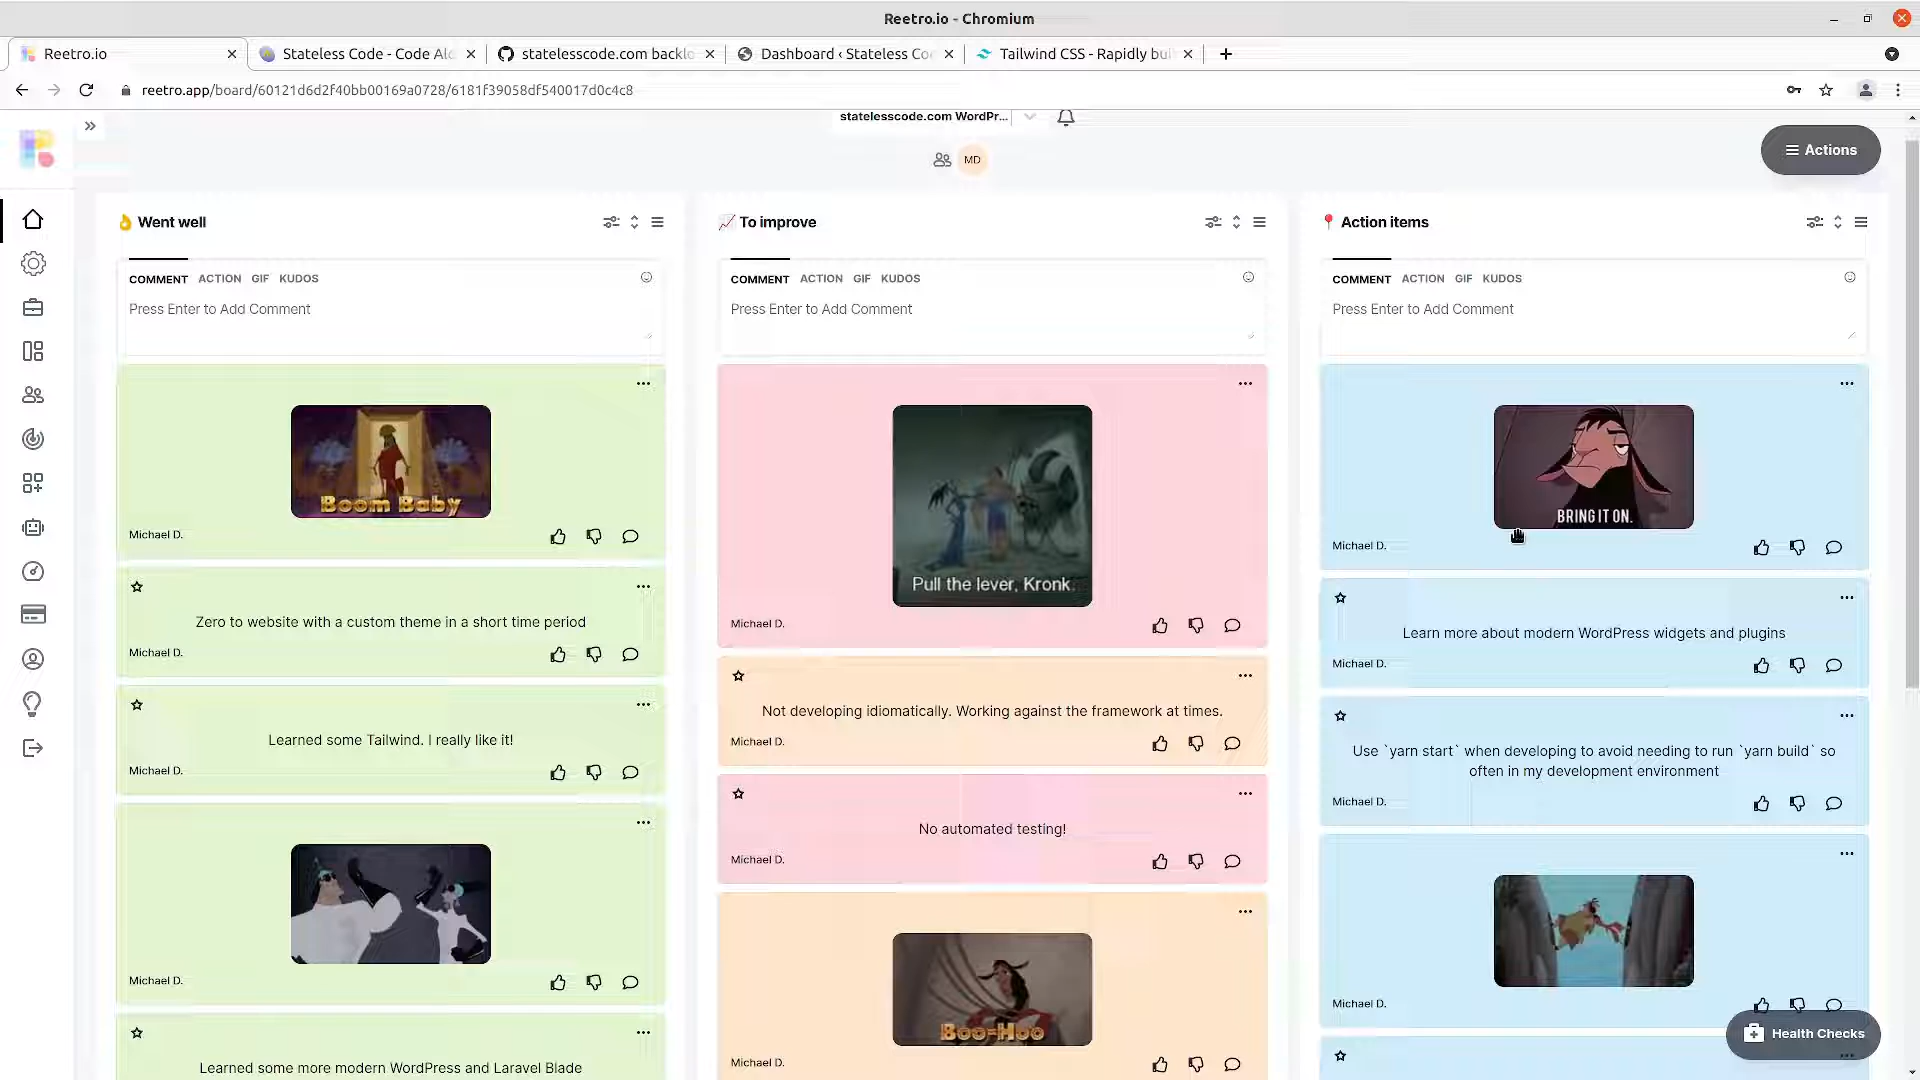 Reetro.io - Chromium
Reetro.io
Stateless Code - Code Alc
statelesscode.com backlo
Dashboard ‹ Stateless Co
Tailwind CSS - Rapidly bui
reetro.app/board/60121d6d2f40bb00169a0728/6181f39058df540017d0c4c8
statelesscode.com WordPr...
MD
Actions
Went well
COMMENT ACTION GIF KUDOS
Press Enter to Add Comment
Boom Baby
Michael D.
Zero to website with a custom theme in a short time period
Michael D.
Learned some Tailwind. I really like it!
Michael D.
Michael D.
Learned some more modern WordPress and Laravel Blade
To improve
COMMENT ACTION GIF KUDOS
Press Enter to Add Comment
Pull the lever, Kronk.
Michael D.
Not developing idiomatically. Working against the framework at times.
Michael D.
No automated testing!
Michael D.
Boo-Hoo
Michael D.
Action items
COMMENT ACTION GIF KUDOS
Press Enter to Add Comment
BRING IT ON.
Michael D.
Learn more about modern WordPress widgets and plugins
Michael D.
Use `yarn start` when developing to avoid needing to run `yarn build` so
often in my development environment
Michael D.
Michael D.
Health Checks